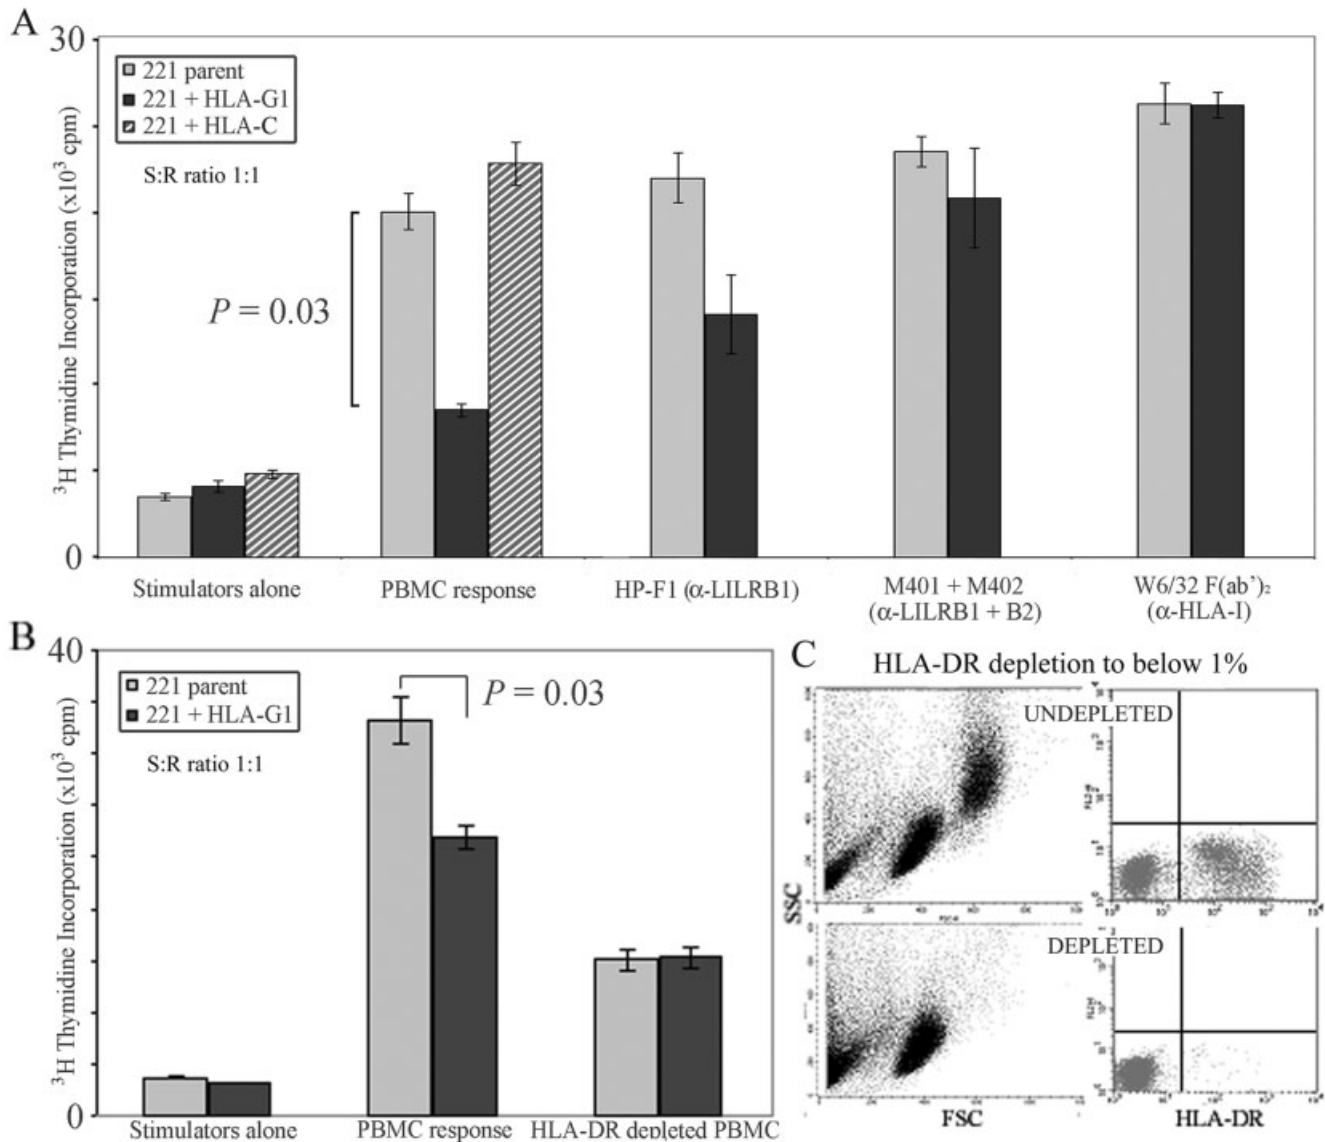 A
30
221 parent
221 + HLA-G1
221 + HLA-C
S:R ratio 1:1
³H Thymidine Incorporation (x10³ cpm)
P = 0.03
0
Stimulators alone
PBMC response
HP-F1 (α-LILRB1)
M401 + M402
(α-LILRB1 + B2)
W6/32 F(ab’)₂
(α-HLA-I)
B
40
221 parent
221 + HLA-G1
S:R ratio 1:1
³H Thymidine Incorporation (x10³ cpm)
P = 0.03
0
Stimulators alone
PBMC response
HLA-DR depleted PBMC
C
HLA-DR depletion to below 1%
UNDEPLETED
DEPLETED
SSC
FSC
HLA-DR